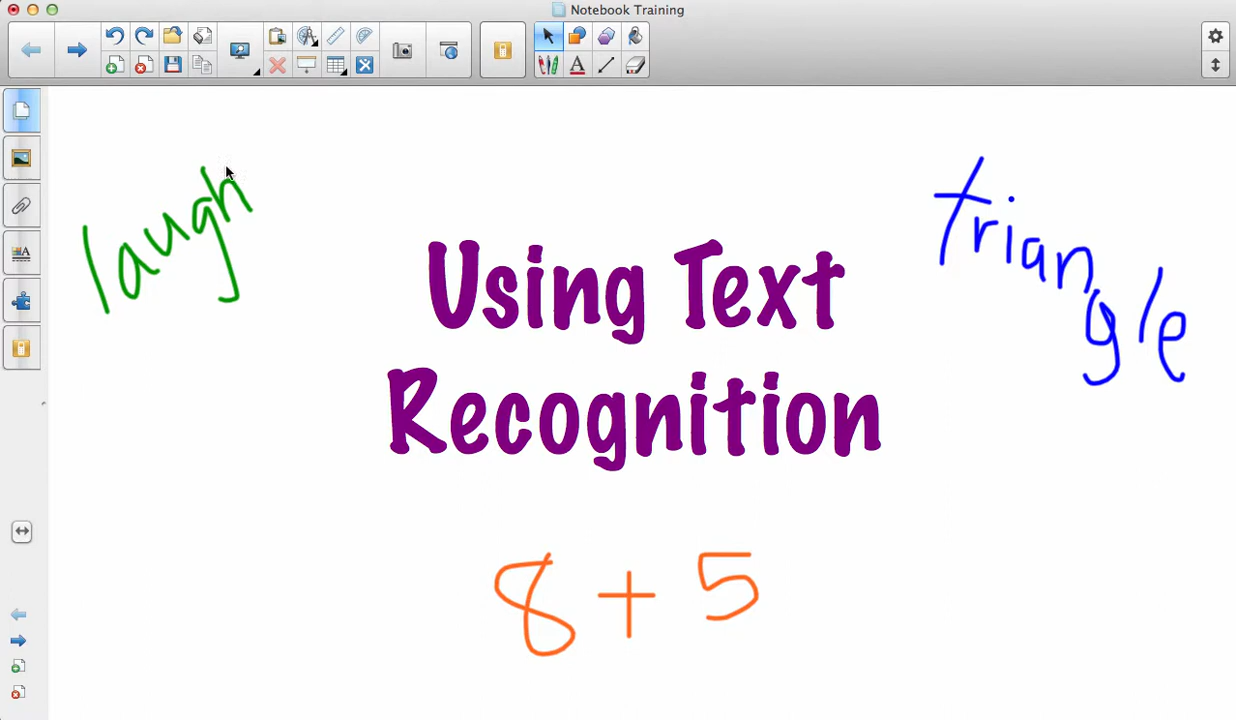 Notebook Training
laugh
triangle
Using Text
Recognition
8 + 5